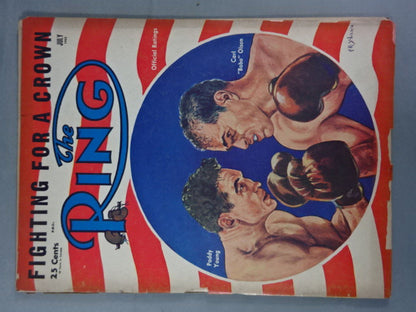 FIGHTING FOR A CROWN
JULY
The
RING
25 Cents
Official Ratings
Carl
"Bobo" Olson
Paddy
Young